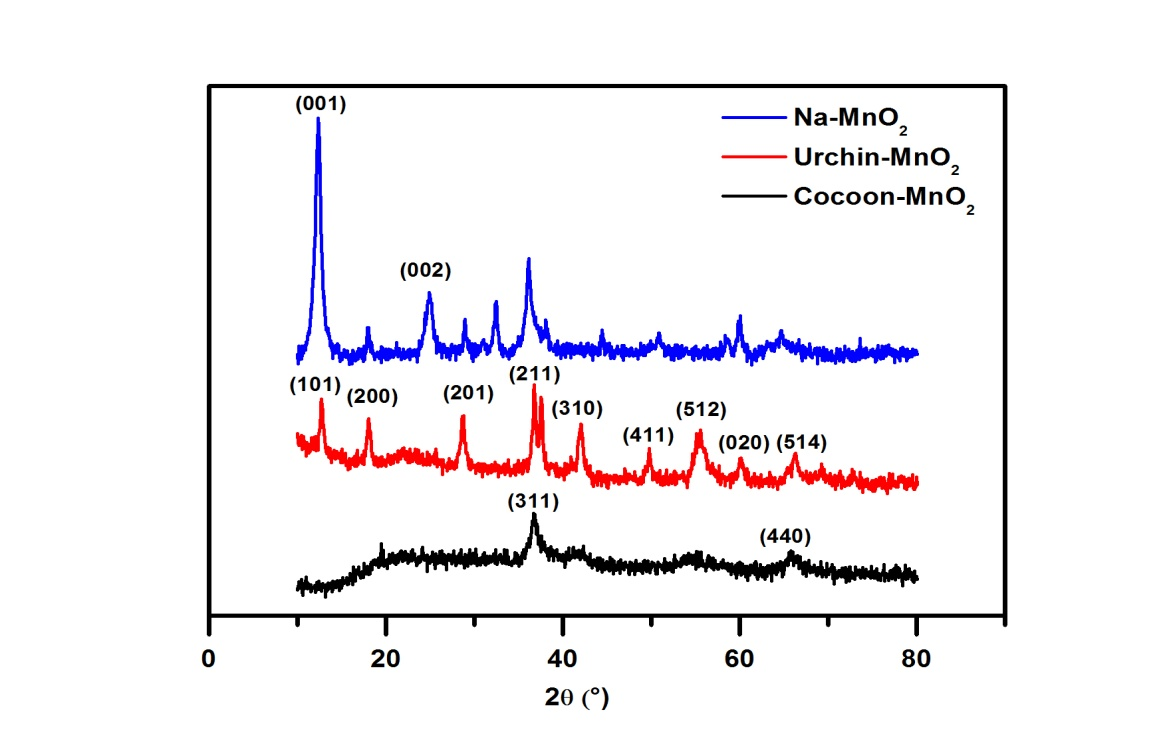 (001)
Na-MnO₂
Urchin-MnO₂
Cocoon-MnO₂
(002)
(101)
(200)
(201)
(211)
(310)
(411)
(512)
(020)
(514)
(311)
(440)
0 20 40 60 80
2θ (°)